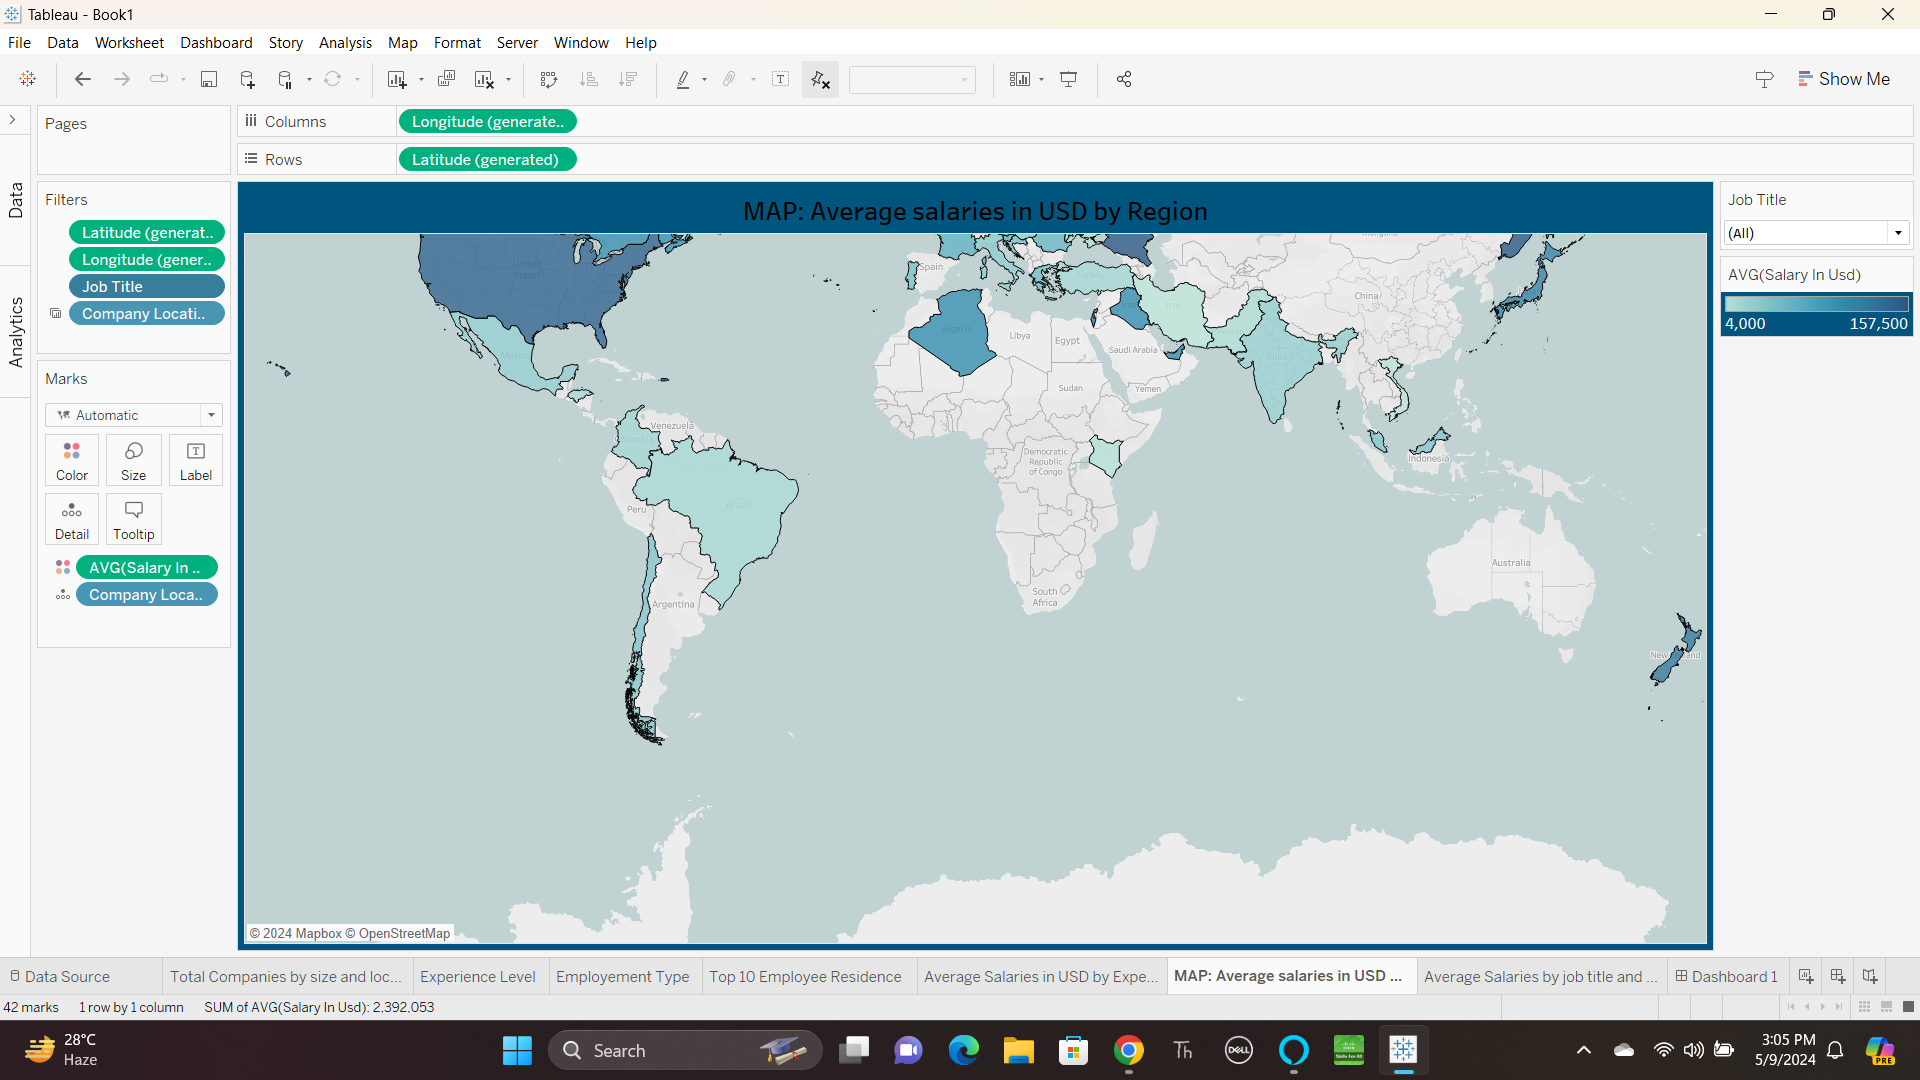 Tableau - Book1
File Data Worksheet Dashboard Story Analysis Map Format Server Window Help
Show Me
Pages
Columns
Longitude (generate..
Rows
Latitude (generated)
Data
Analytics
Filters
Latitude (generat..
Longitude (gener..
Job Title
Company Locati..
Marks
Automatic
Color Size Label
Detail Tooltip
AVG(Salary In ..
Company Loca..
MAP: Average salaries in USD by Region
United
States
Mexico
Venezuela
Colombia
Peru
Brazil
Argentina
Spain
Algeria
Libya
Egypt
Sudan
Turkey
Saudi Arabia
Yemen
Iran
India
China
Democratic
Republic
of Congo
South
Africa
Indonesia
Australia
© 2024 Mapbox © OpenStreetMap
Job Title
(All)
AVG(Salary In Usd)
4,000 157,500
Data Source Total Companies by size and loc... Experience Level Employement Type Top 10 Employee Residence Average Salaries in USD by Expe... MAP: Average salaries in USD ... Average Salaries by job title and ... Dashboard 1
42 marks 1 row by 1 column SUM of AVG(Salary In Usd): 2,392,053
28°C
Haze
Search
Th
DELL
Skills For All
3:05 PM
5/9/2024
PRE